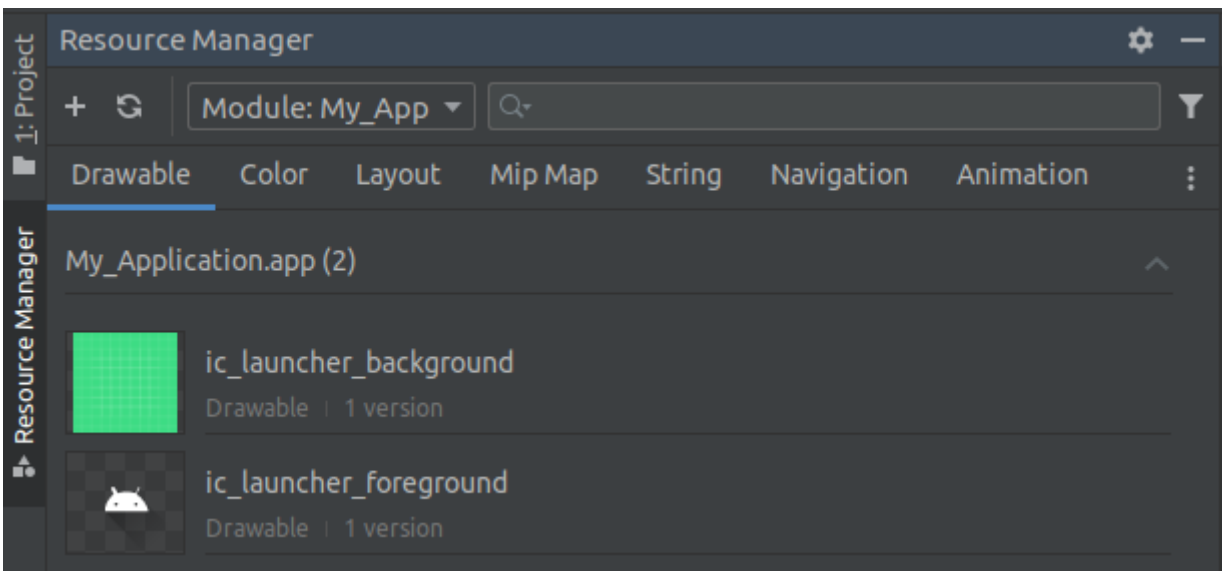 1: Project
Resource Manager
Resource Manager
Module: My_App
Drawable Color Layout Mip Map String Navigation Animation
My_Application.app (2)
ic_launcher_background
Drawable | 1 version
ic_launcher_foreground
Drawable | 1 version